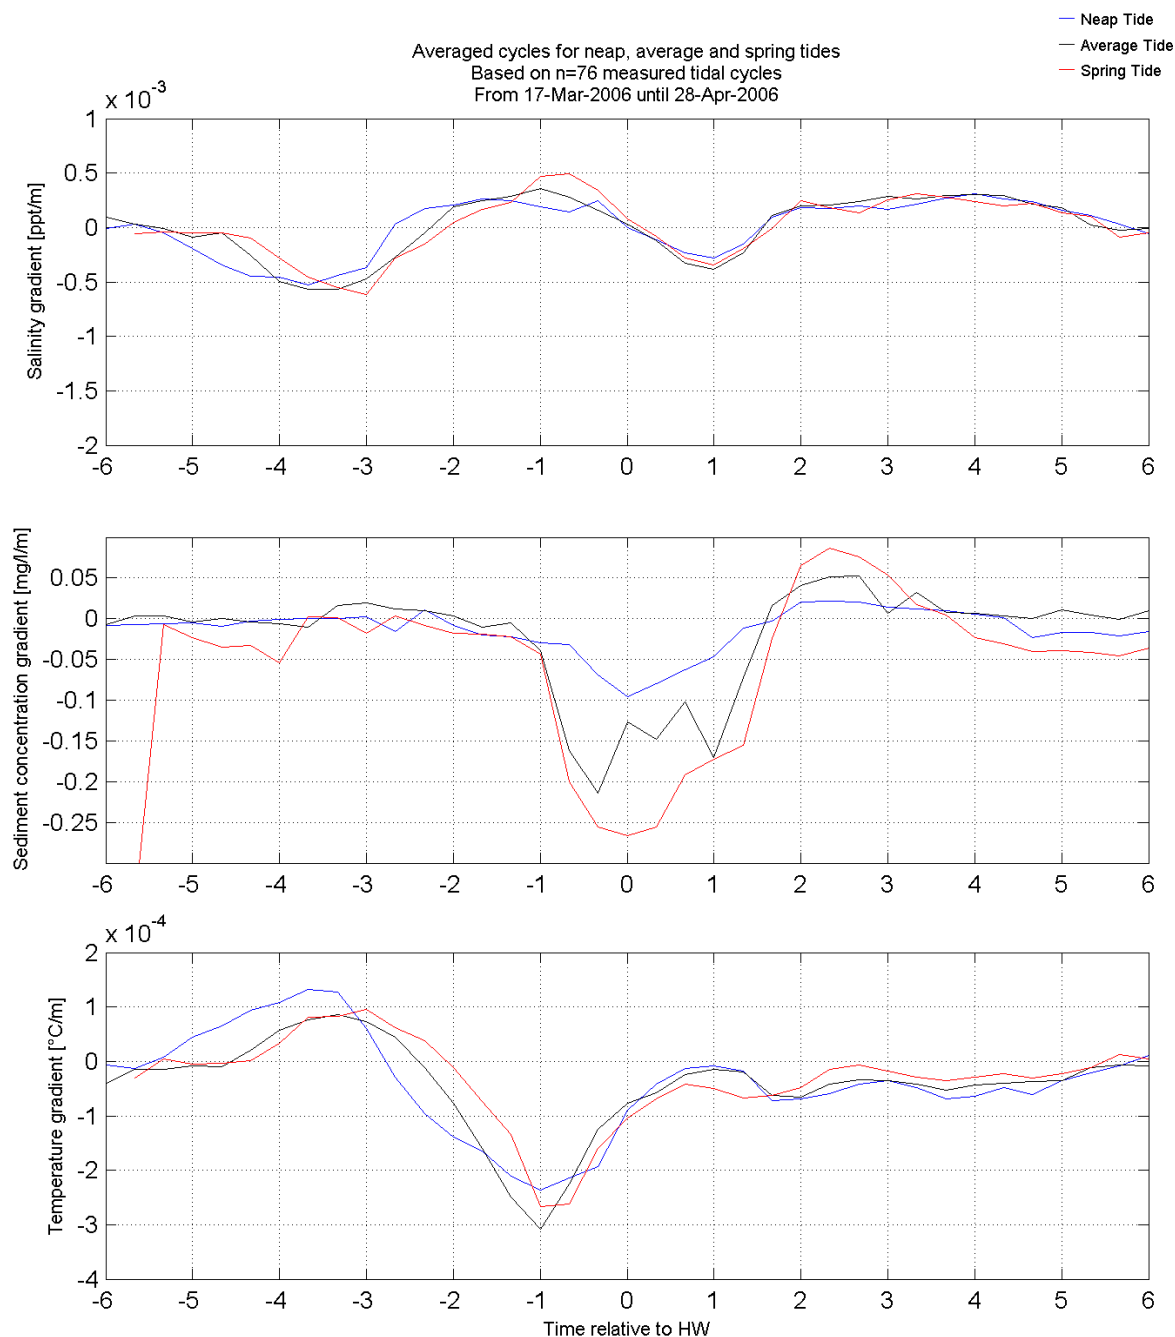 Neap Tide
Average Tide
Spring Tide
Averaged cycles for neap, average and spring tides
Based on n=76 measured tidal cycles
From 17-Mar-2006 until 28-Apr-2006
x 10-3
1
0.5
0
-0.5
-1
-1.5
-2
Salinity gradient [ppt/m]
-6 -5 -4 -3 -2 -1 0 1 2 3 4 5 6
0.05
0
-0.05
-0.1
-0.15
-0.2
-0.25
Sediment concentration gradient [mg/l/m]
-6 -5 -4 -3 -2 -1 0 1 2 3 4 5 6
x 10-4
2
1
0
-1
-2
-3
-4
Temperature gradient [°C/m]
-6 -5 -4 -3 -2 -1 0 1 2 3 4 5 6
Time relative to HW